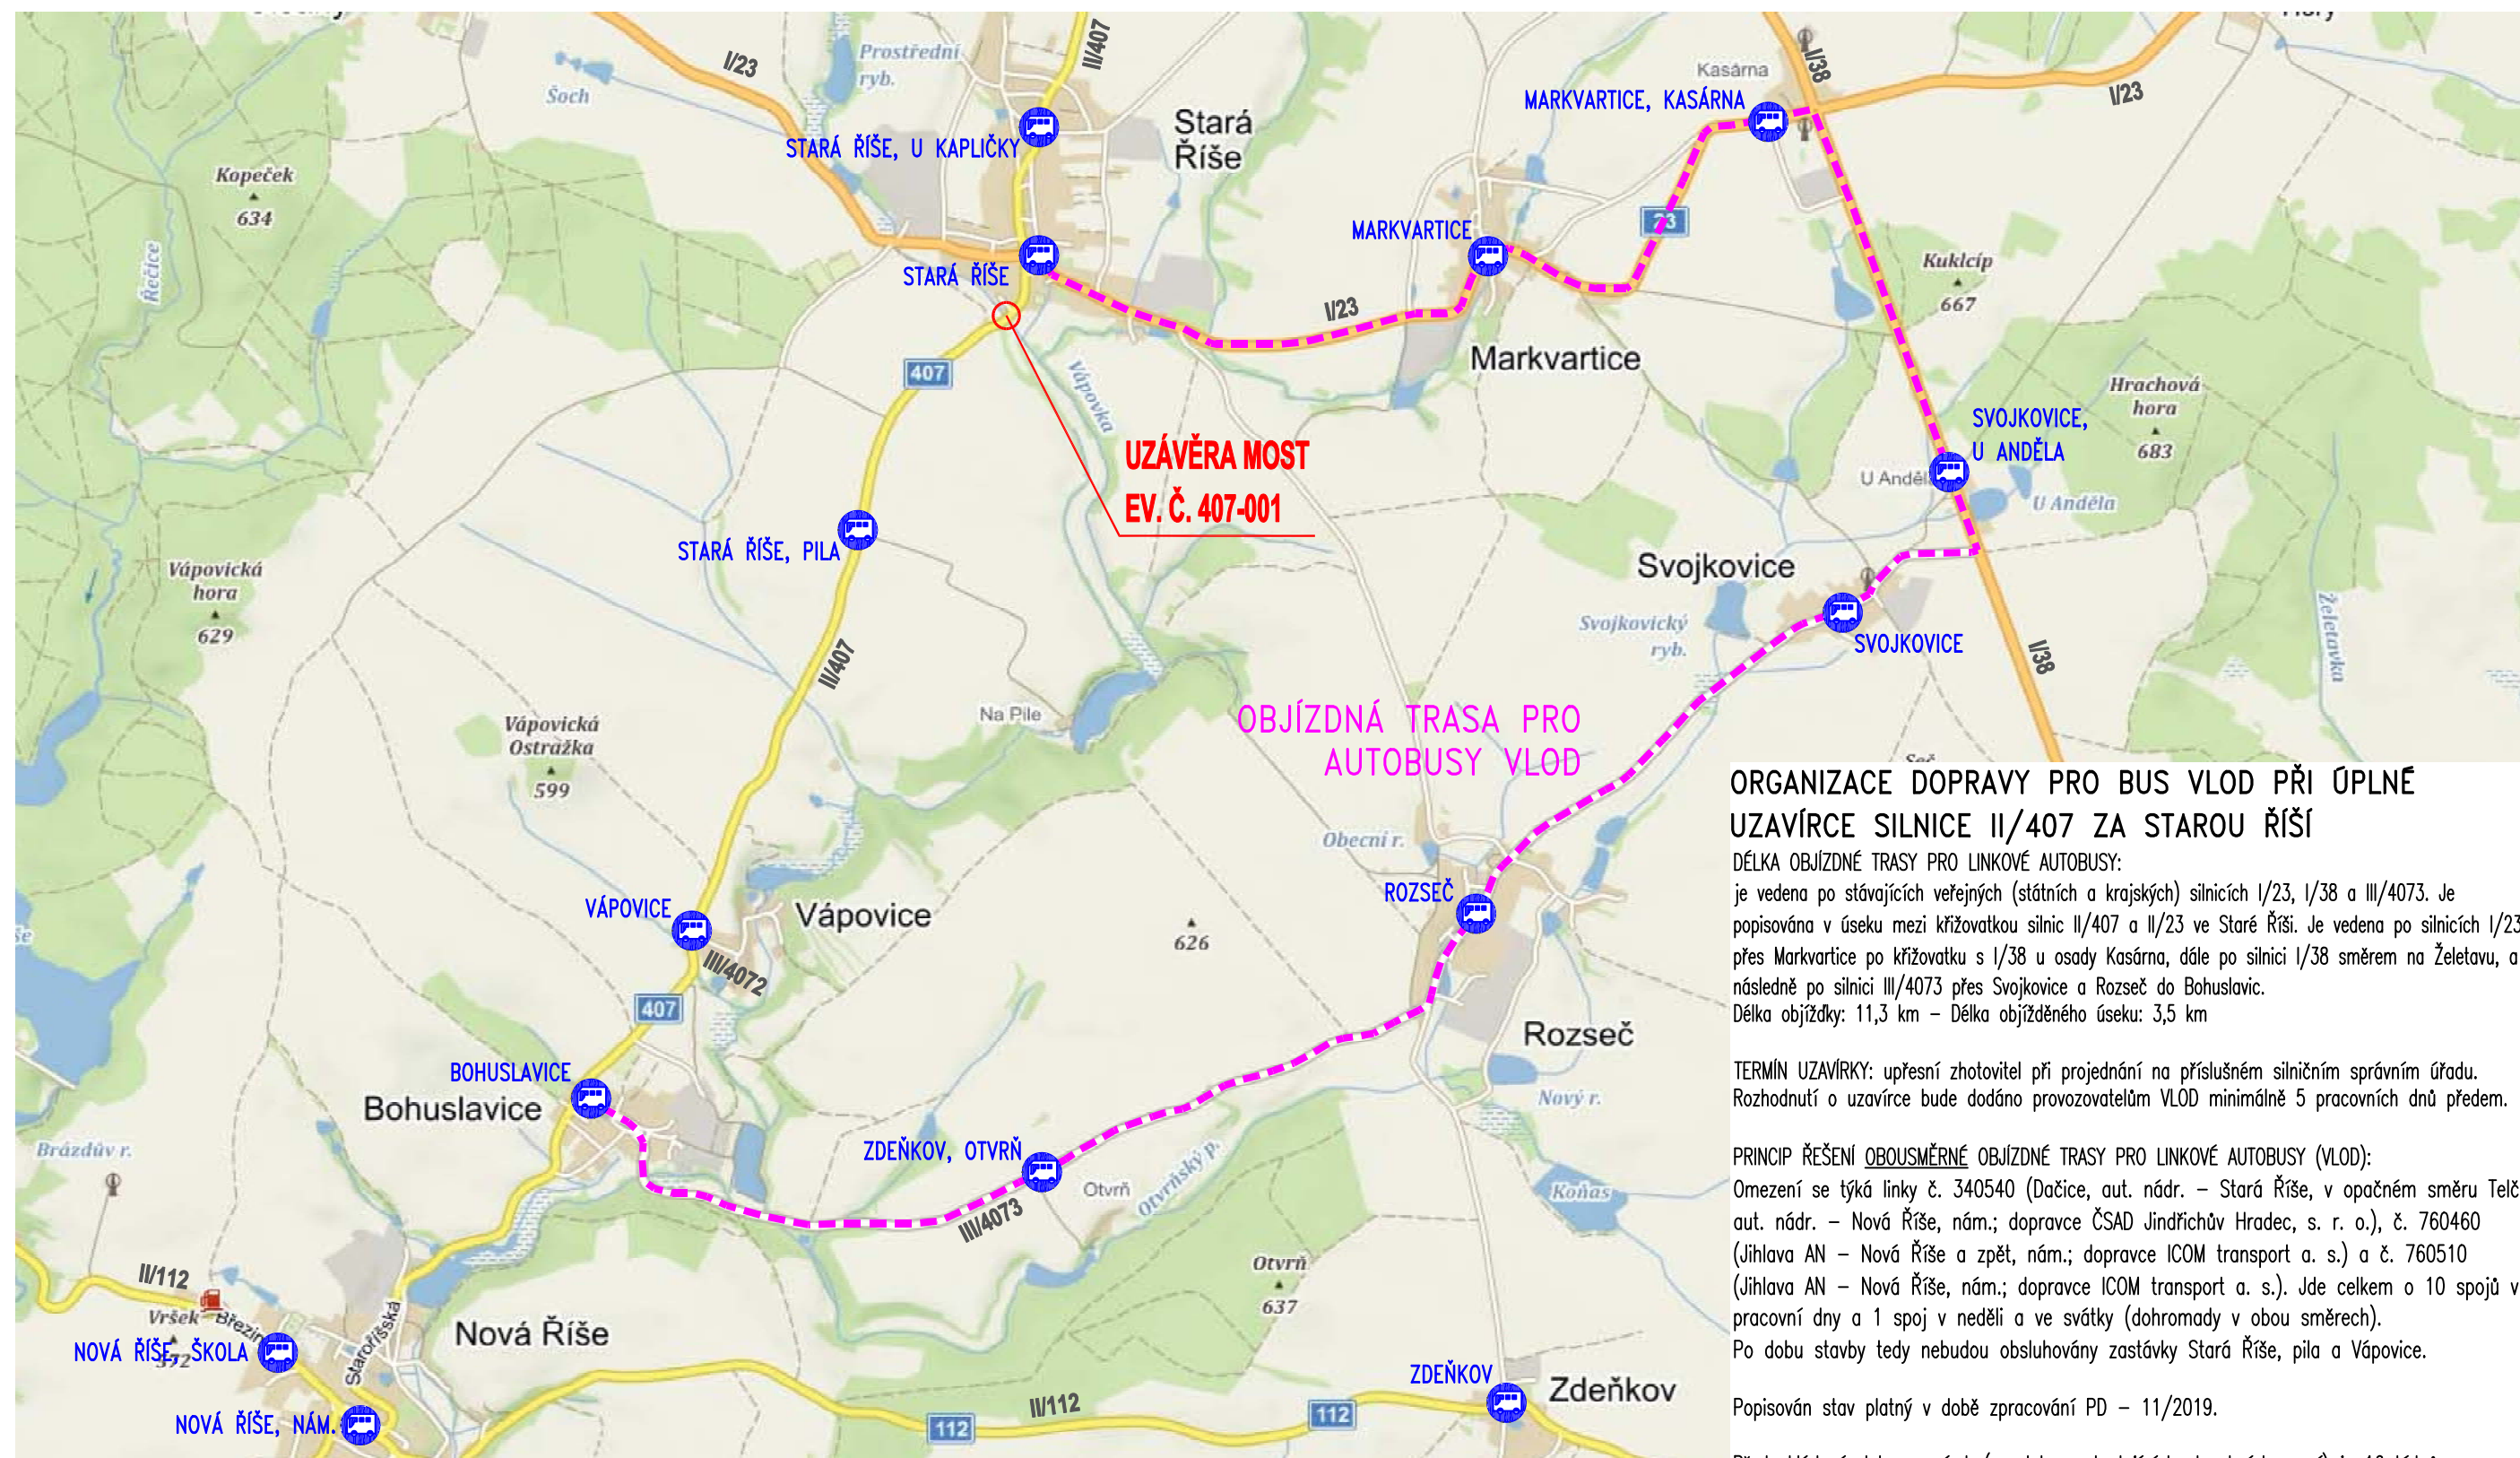 I/23
Prostřední
ryb.
II/407
Šoch
I/38
Kasárna
I/23
MARKVARTICE, KASÁRNA
STARÁ ŘÍŠE, U KAPLIČKY
Stará
Říše
Kopeček
634
23
MARKVARTICE
Řečice
STARÁ ŘÍŠE
Kuklcíp
667
I/23
Markvartice
407
Vápovka
Hrachová
hora
683
SVOJKOVICE,
U ANDĚLA
UZÁVĚRA MOST
EV. Č. 407-001
U Anděl
U Anděla
STARÁ ŘÍŠE, PILA
Svojkovice
Vápovická
hora
629
Svojkovický
ryb.
SVOJKOVICE
Želetavka
II/407
I/38
Vápovická
Ostražka
599
Na Pile
OBJÍZDNÁ TRASA PRO
AUTOBUSY VLOD
Obecní r.
ROZSEČ
VÁPOVICE
Vápovice
626
III/4072
407
Rozseč
BOHUSLAVICE
Bohuslavice
Nový r.
ZDEŇKOV, OTVRŇ
Brázdův r.
Otvrň
Otvrňský p.
Koňas
III/4073
Otvrň
637
II/112
Vršek
572
Březin
Starořišská
Nová Říše
NOVÁ ŘÍŠE, ŠKOLA
NOVÁ ŘÍŠE, NÁM.
ZDEŇKOV
Zdeňkov
II/112
112
112
ORGANIZACE DOPRAVY PRO BUS VLOD PŘI ÚPLNÉ
UZAVÍRCE SILNICE II/407 ZA STAROU ŘÍŠÍ
DÉLKA OBJÍZDNÉ TRASY PRO LINKOVÉ AUTOBUSY:
je vedena po stávajících veřejných (státních a krajských) silnicích I/23, I/38 a III/4073. Je
popisována v úseku mezi křižovatkou silnic II/407 a II/23 ve Staré Říši. Je vedena po silnicích I/23
přes Markvartice po křižovatku s I/38 u osady Kasárna, dále po silnici I/38 směrem na Želetavu, a
následně po silnici III/4073 přes Svojkovice a Rozseč do Bohuslavic.
Délka objížďky: 11,3 km – Délka objížděného úseku: 3,5 km
TERMÍN UZAVÍRKY: upřesní zhotovitel při projednání na příslušném silničním správním úřadu.
Rozhodnutí o uzavírce bude dodáno provozovatelům VLOD minimálně 5 pracovních dnů předem.
PRINCIP ŘEŠENÍ OBOUSMĚRNÉ OBJÍZDNÉ TRASY PRO LINKOVÉ AUTOBUSY (VLOD):
Omezení se týká linky č. 340540 (Dačice, aut. nádr. – Stará Říše, v opačném směru Telč
aut. nádr. – Nová Říše, nám.; dopravce ČSAD Jindřichův Hradec, s. r. o.), č. 760460
(Jihlava AN – Nová Říše a zpět, nám.; dopravce ICOM transport a. s.) a č. 760510
(Jihlava AN – Nová Říše, nám.; dopravce ICOM transport a. s.). Jde celkem o 10 spojů v
pracovní dny a 1 spoj v neděli a ve svátky (dohromady v obou směrech).
Po dobu stavby tedy nebudou obsluhovány zastávky Stará Říše, pila a Vápovice.
Popisován stav platný v době zpracování PD – 11/2019.